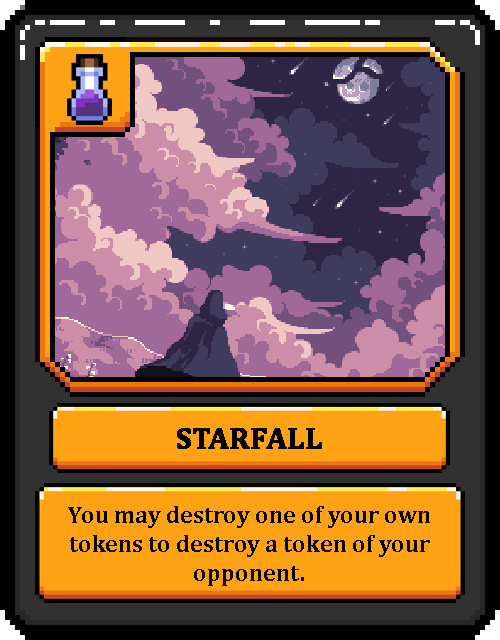 STARFALL
You may destroy one of your own
tokens to destroy a token of your
opponent.